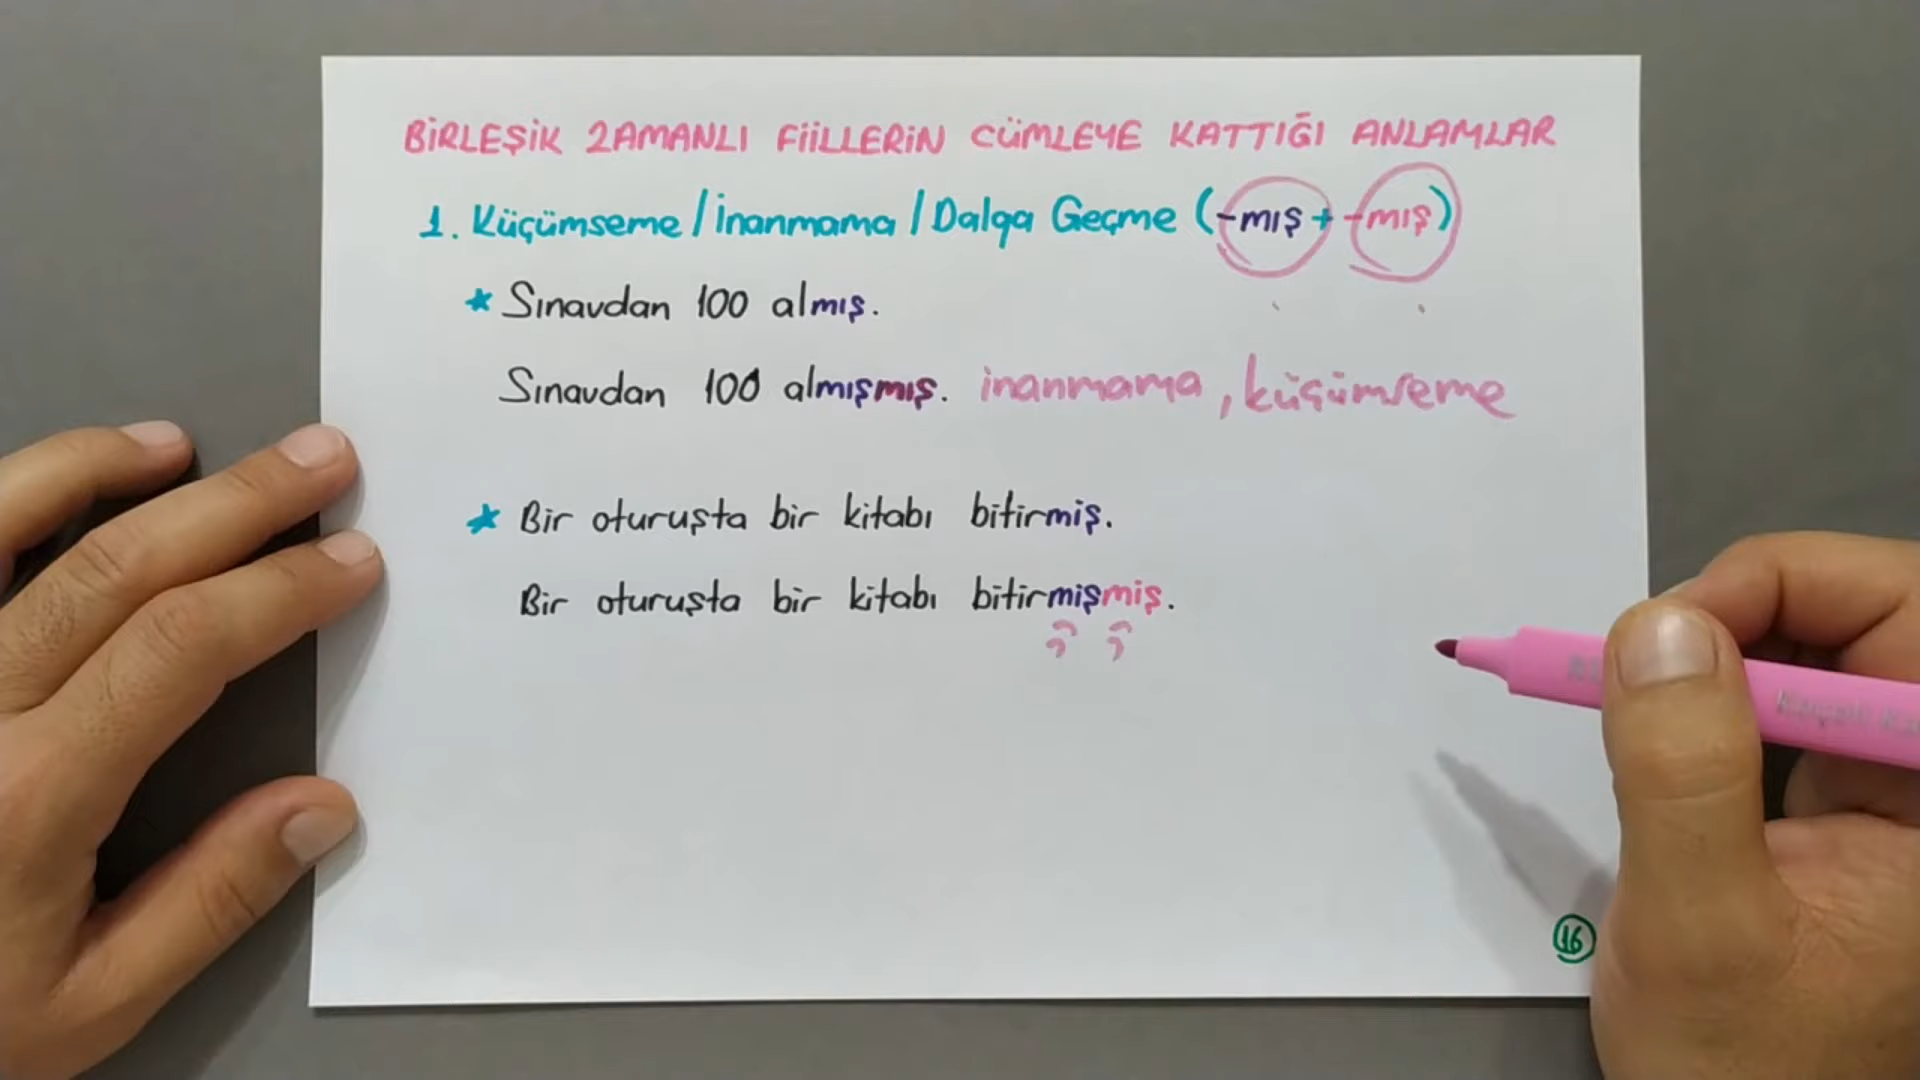 BİRLEŞİK ZAMANLI FİİLLERİN CÜMLEYE KATTIĞI ANLAMLAR
1. Küçümseme / İnanmama / Dalga Geçme (-mış + -mış)
* Sınavdan 100 almış.
Sınavdan 100 almışmış. inanmama, küçümseme
* Bir oturuşta bir kitabı bitirmiş.
Bir oturuşta bir kitabı bitirmişmiş.
16